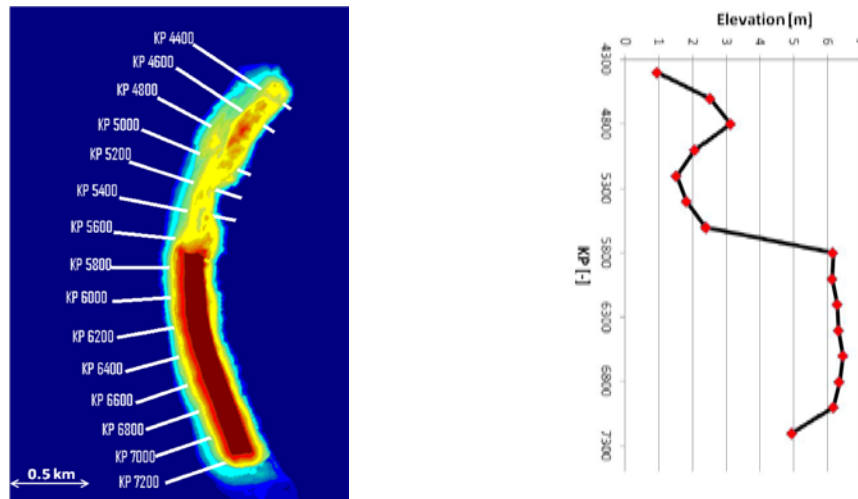 KP 4400
KP 4600
KP 4800
KP 5000
KP 5200
KP 5400
KP 5600
KP 5800
KP 6000
KP 6200
KP 6400
KP 6600
KP 6800
KP 7000
KP 7200
0.5 km
Elevation [m]
0 1 2 3 4 5 6 7
4300
4800
5300
5800
6300
6800
7300
KP [-]